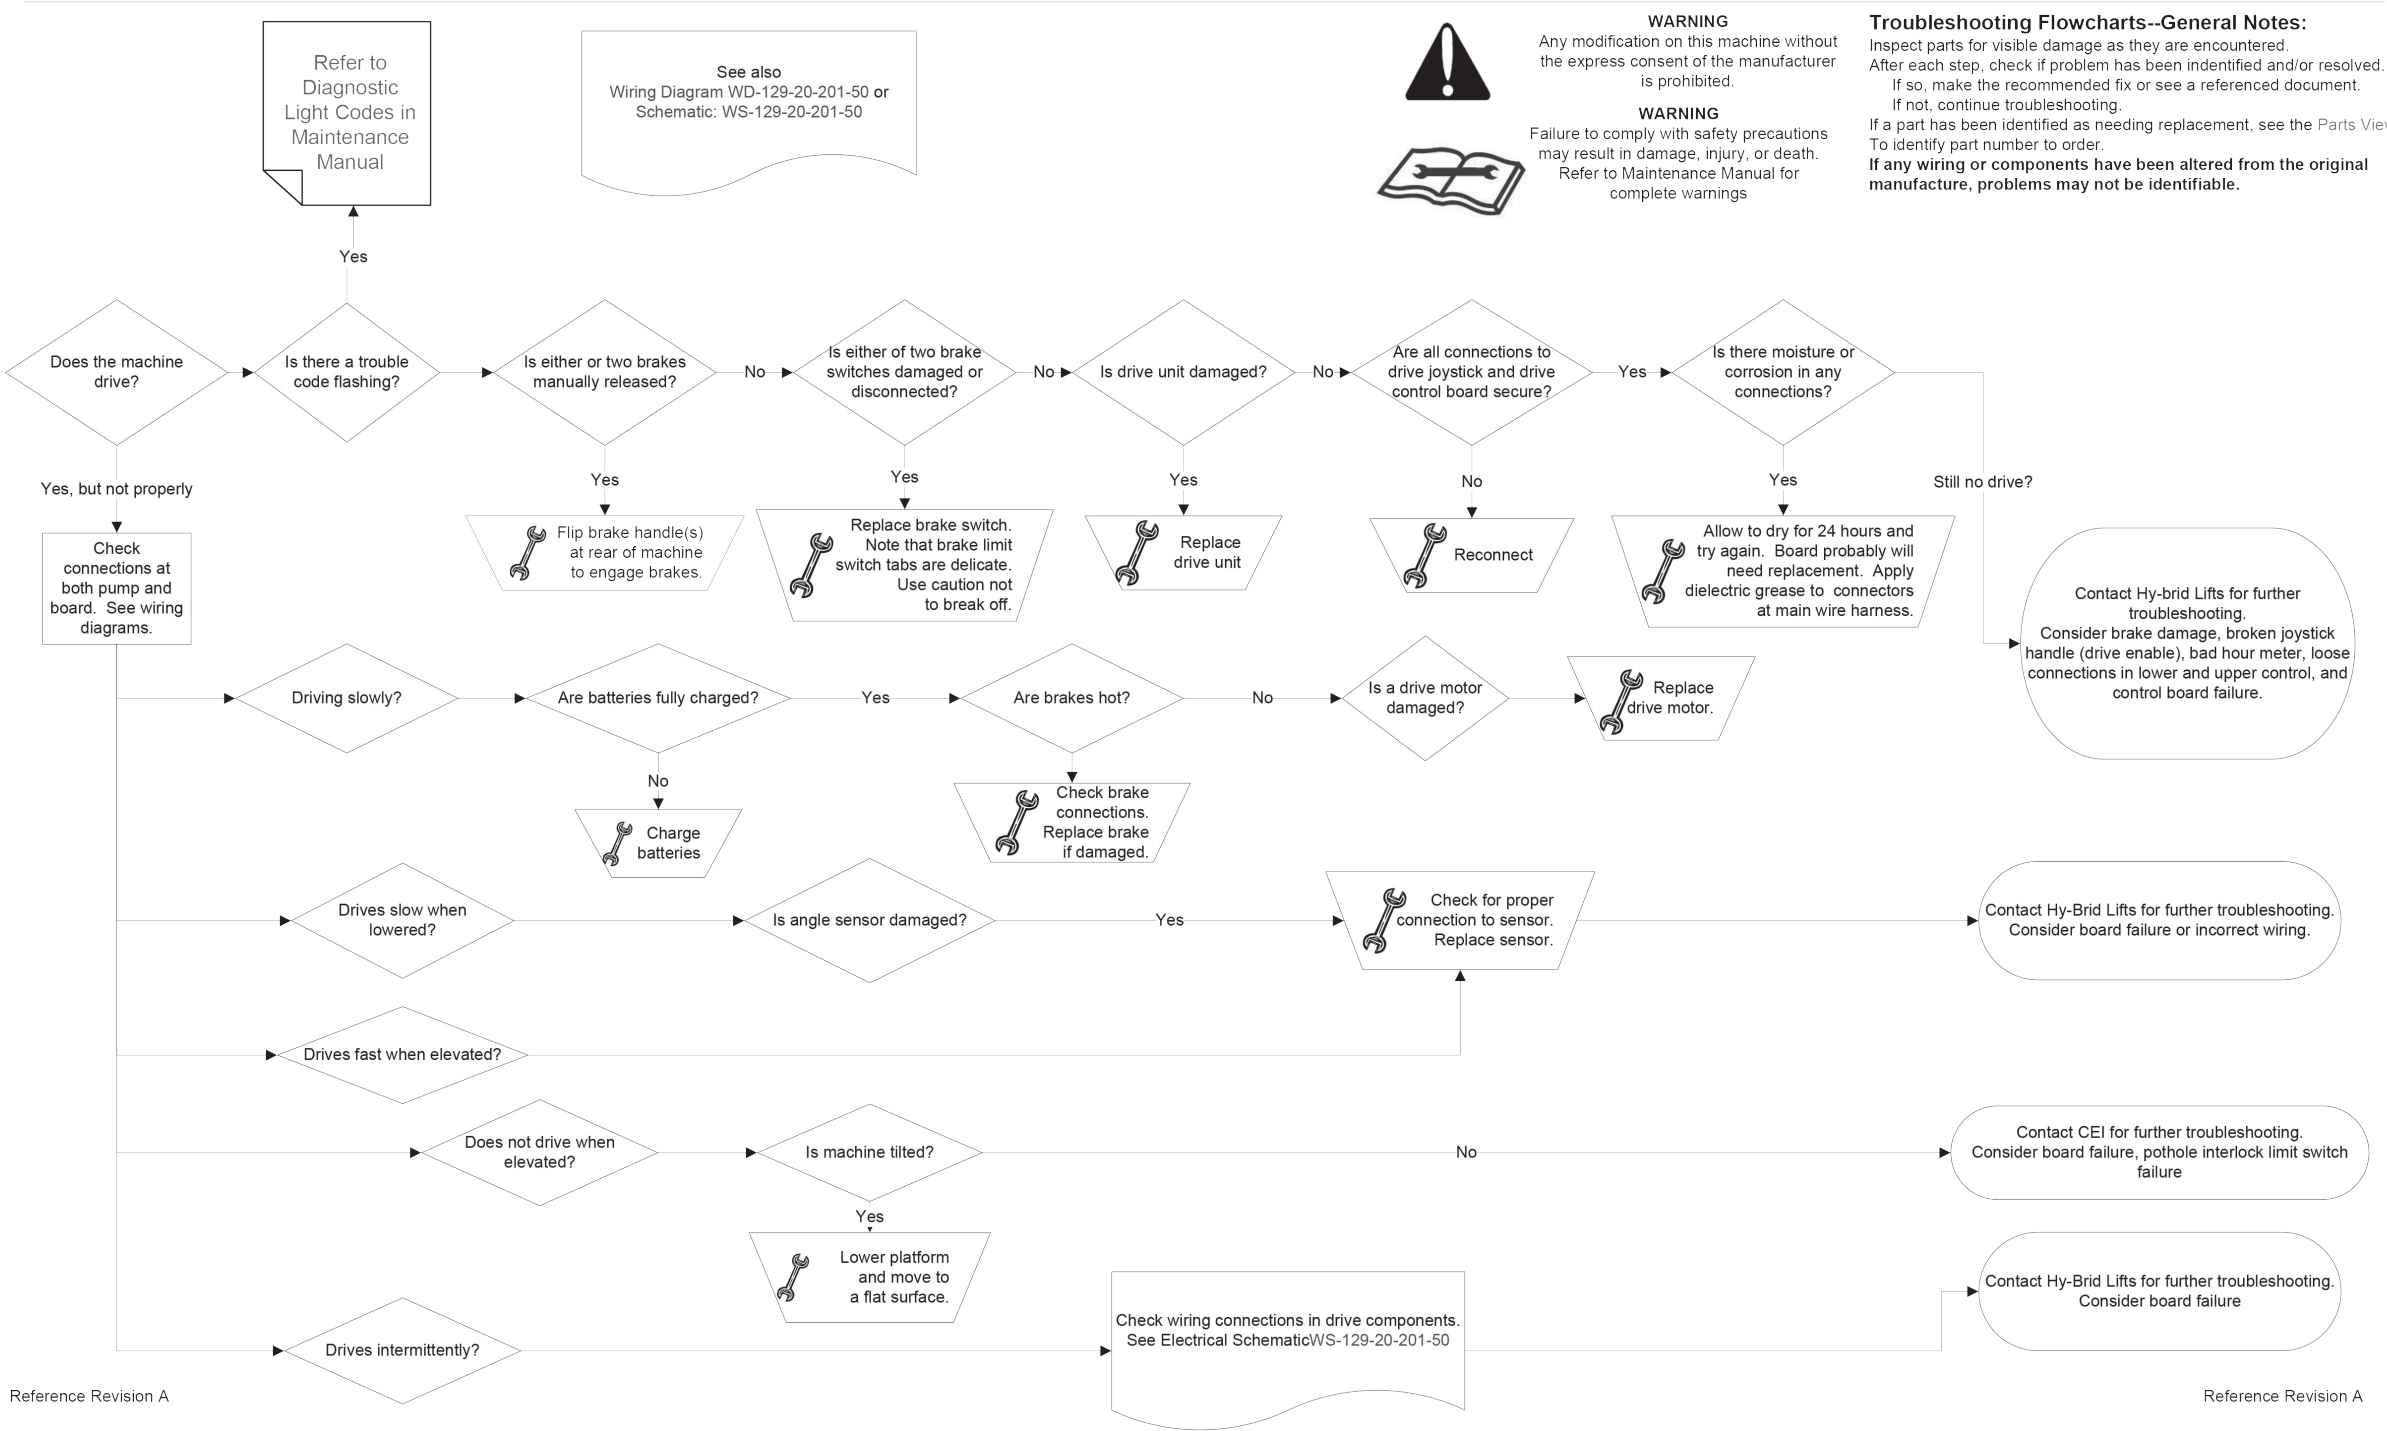 Refer to
Diagnostic
Light Codes in
Maintenance
Manual
See also
Wiring Diagram WD-129-20-201-50 or
Schematic: WS-129-20-201-50
WARNING
Any modification on this machine without
the express consent of the manufacturer
is prohibited.
WARNING
Failure to comply with safety precautions
may result in damage, injury, or death.
Refer to Maintenance Manual for
complete warnings
Troubleshooting Flowcharts--General Notes:
Inspect parts for visible damage as they are encountered.
After each step, check if problem has been indentified and/or resolved.
If so, make the recommended fix or see a referenced document.
If not, continue troubleshooting.
If a part has been identified as needing replacement, see the Parts
To identify part number to order.
If any wiring or components have been altered from the original
manufacture, problems may not be identifiable.
Yes
Does the machine
drive?
Is there a trouble
code flashing?
Is either or two brakes
manually released?
No
Is either of two brake
switches damaged or
disconnected?
No
Is drive unit damaged?
No
Are all connections to
drive joystick and drive
control board secure?
Yes
Is there moisture or
corrosion in any
connections?
Yes, but not properly
Yes
Yes
Yes
No
Yes
Still no drive?
Check
connections at
both pump and
board. See wiring
diagrams.
Flip brake handle(s)
at rear of machine
to engage brakes.
Replace brake switch.
Note that brake limit
switch tabs are delicate.
Use caution not
to break off.
Replace
drive unit
Reconnect
Allow to dry for 24 hours and
try again. Board probably will
need replacement. Apply
dielectric grease to connectors
at main wire harness.
Contact Hy-brid Lifts for further
troubleshooting.
Consider brake damage, broken joystick
handle (drive enable), bad hour meter, loose
connections in lower and upper control, and
control board failure.
Driving slowly?
Are batteries fully charged?
Yes
Are brakes hot?
No
Is a drive motor
damaged?
Replace
drive motor.
No
Charge
batteries
Check brake
connections.
Replace brake
if damaged.
Drives slow when
lowered?
Is angle sensor damaged?
Yes
Check for proper
connection to sensor.
Replace sensor.
Contact Hy-Brid Lifts for further troubleshooting.
Consider board failure or incorrect wiring.
Drives fast when elevated?
Does not drive when
elevated?
Is machine tilted?
No
Contact CEI for further troubleshooting.
Consider board failure, pothole interlock limit switch
failure
Yes
Lower platform
and move to
a flat surface.
Drives intermittently?
Check wiring connections in drive components.
See Electrical SchematicWS-129-20-201-50
Contact Hy-Brid Lifts for further troubleshooting.
Consider board failure
Reference Revision A
Reference Revision A